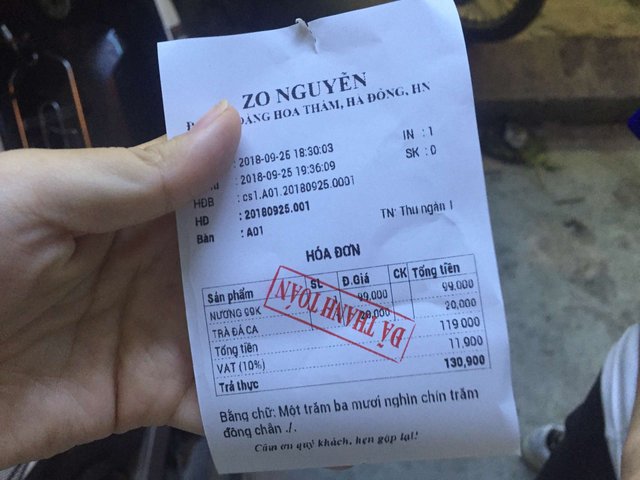 ZO NGUYỄN
HOA THÁM, HÀ ĐÔNG, HN
: 2018-09-25 18:30:03 IN : 1
: 2018-09-25 19:36:09 SK : 0
HĐB : cs1.A01.20180925.0001
HD : 20180925.001
Bàn : A01 TN: Thu ngân 1
HÓA ĐƠN
Sản phẩm SL Đ.Giá CK Tổng tiền
NƯỚNG 99K 99,000 99,000
TRÀ ĐÁ CA 20,000 20,000
Tổng tiền 119,000
VAT (10%) 11,900
Trả thực 130,900
ĐÃ THANH TOÁN
Bằng chữ: Một trăm ba mươi nghìn chín trăm
đồng chẵn ./.
Cảm ơn quý khách, hẹn gặp lại!